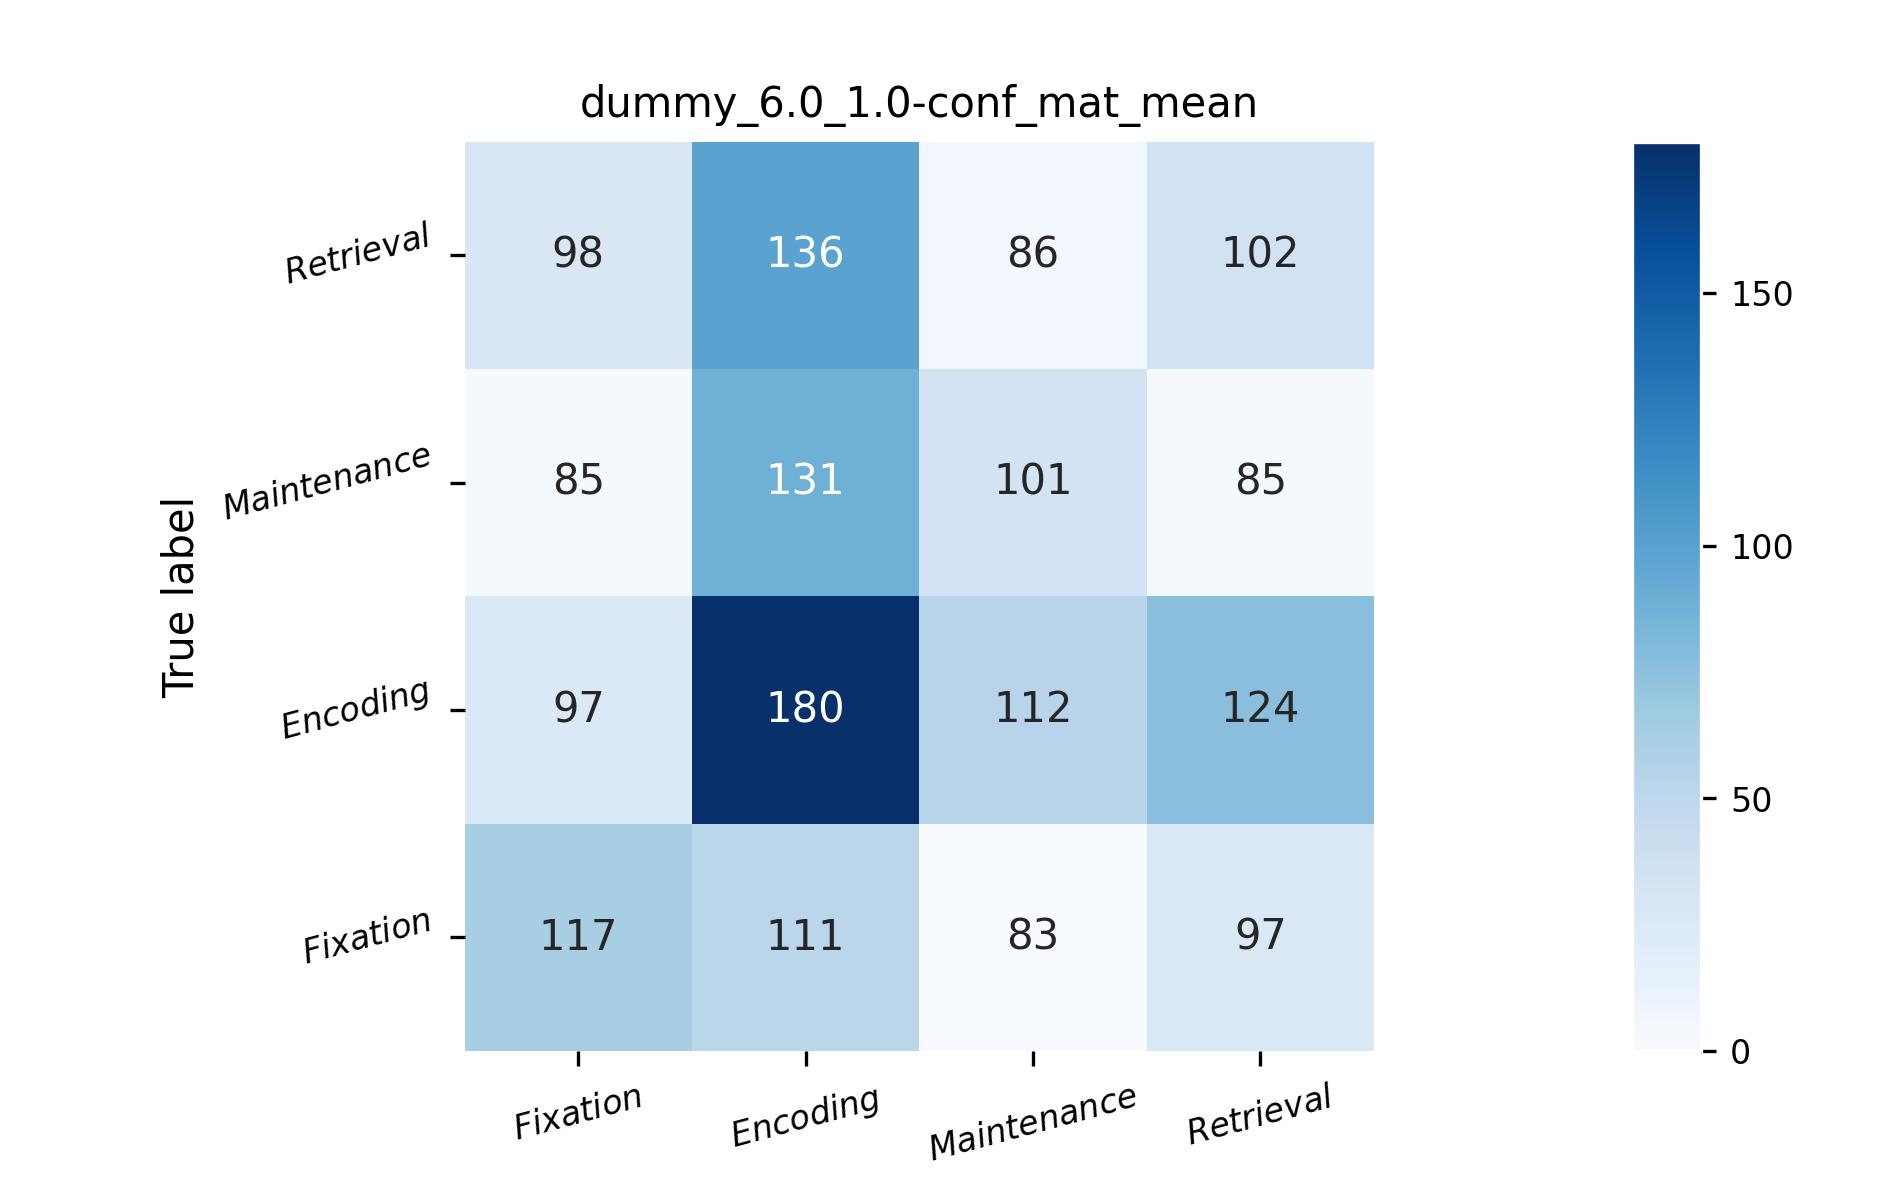 dummy_6.0_1.0-conf_mat_mean
Retrieval 98 136 86 102
Maintenance 85 131 101 85
Encoding 97 180 112 124
Fixation 117 111 83 97
True label
Fixation Encoding Maintenance Retrieval
150
100
50
0